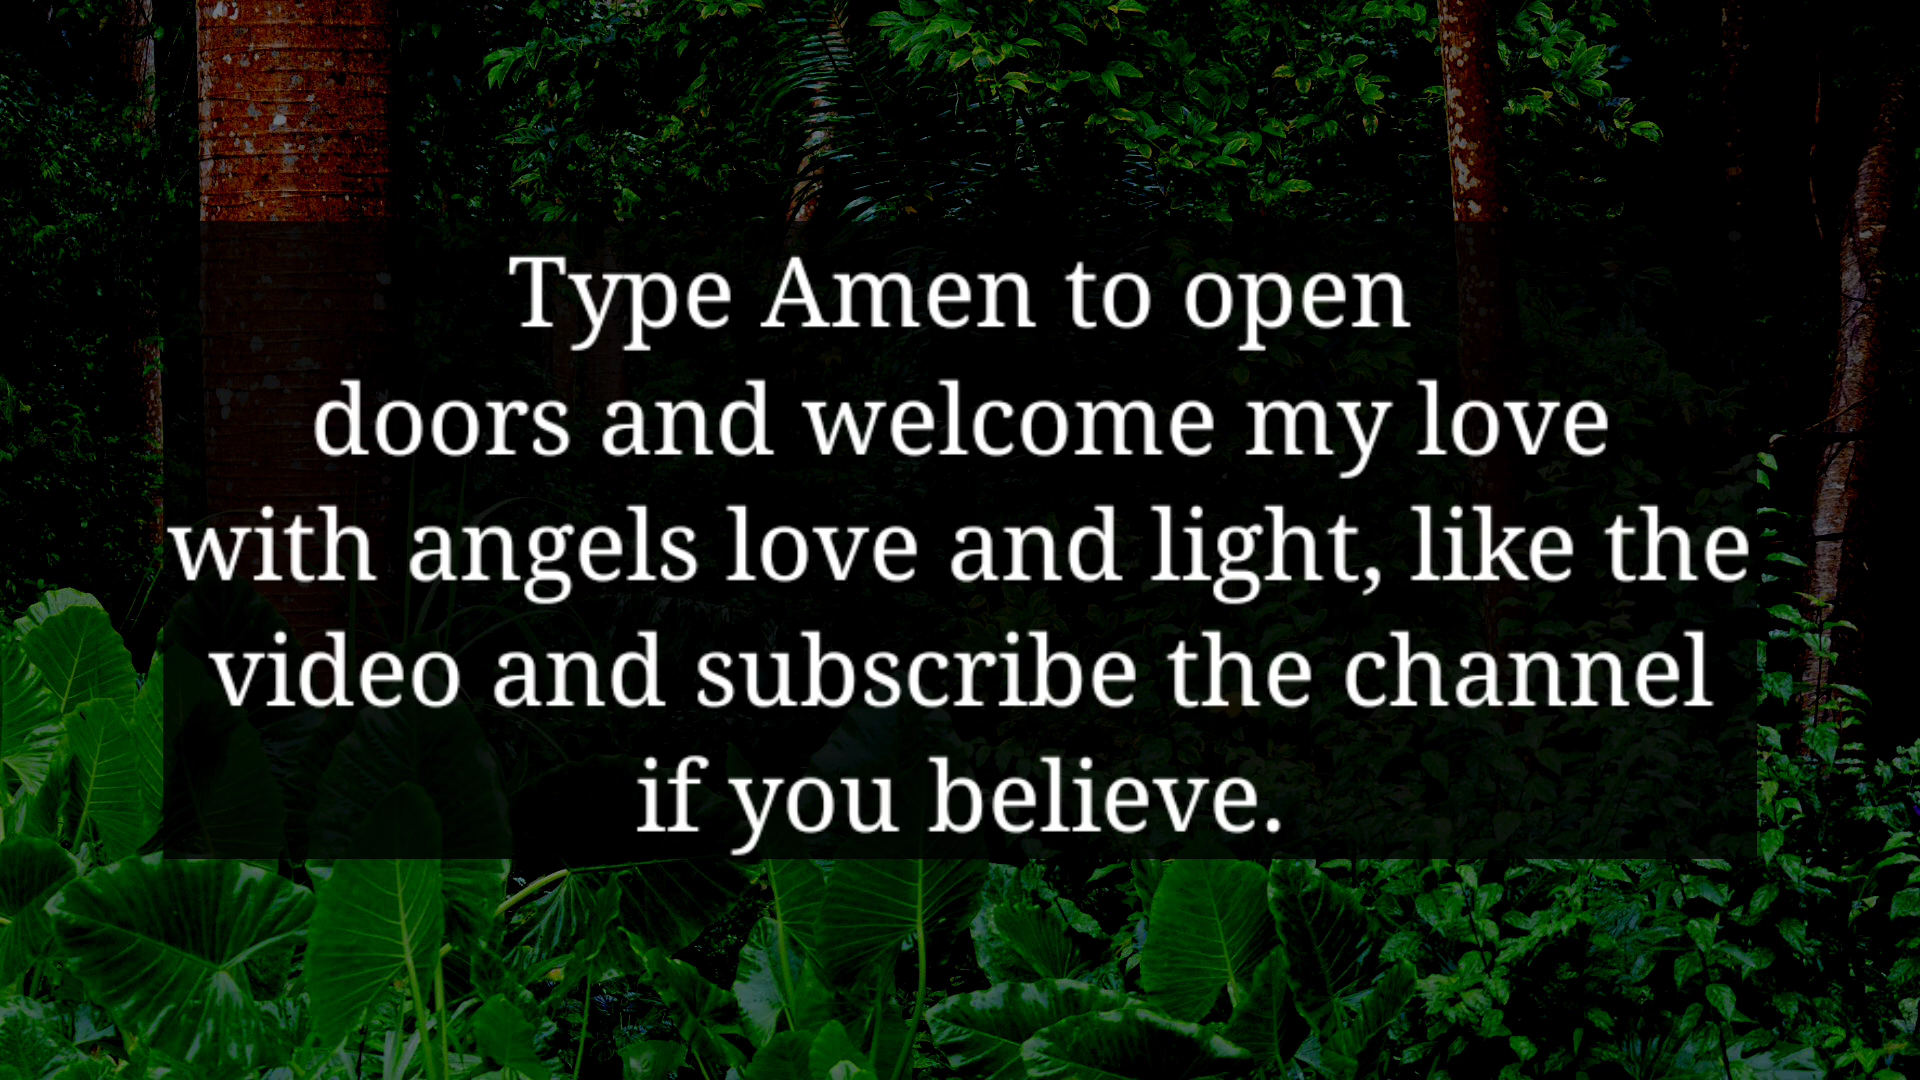 Type Amen to open
doors and welcome my love
with angels love and light, like the
video and subscribe the channel
if you believe.